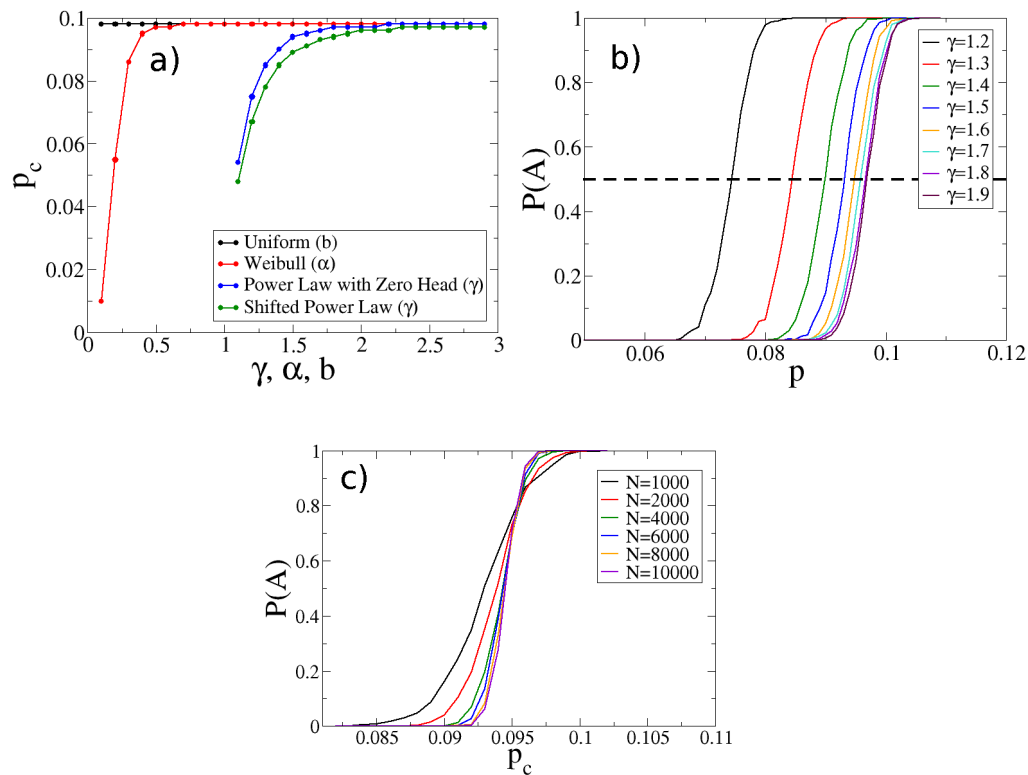 a)
p_c
0.1
0.08
0.06
0.04
0.02
0
0 0.5 1 1.5 2 2.5 3
γ, α, b
Uniform (b)
Weibull (α)
Power Law with Zero Head (γ)
Shifted Power Law (γ)
b)
P(A)
1
0.8
0.6
0.4
0.2
0
0.06 0.08 0.1 0.12
p
γ=1.2
γ=1.3
γ=1.4
γ=1.5
γ=1.6
γ=1.7
γ=1.8
γ=1.9
c)
P(A)
1
0.8
0.6
0.4
0.2
0
0.085 0.09 0.095 0.1 0.105 0.11
p_c
N=1000
N=2000
N=4000
N=6000
N=8000
N=10000